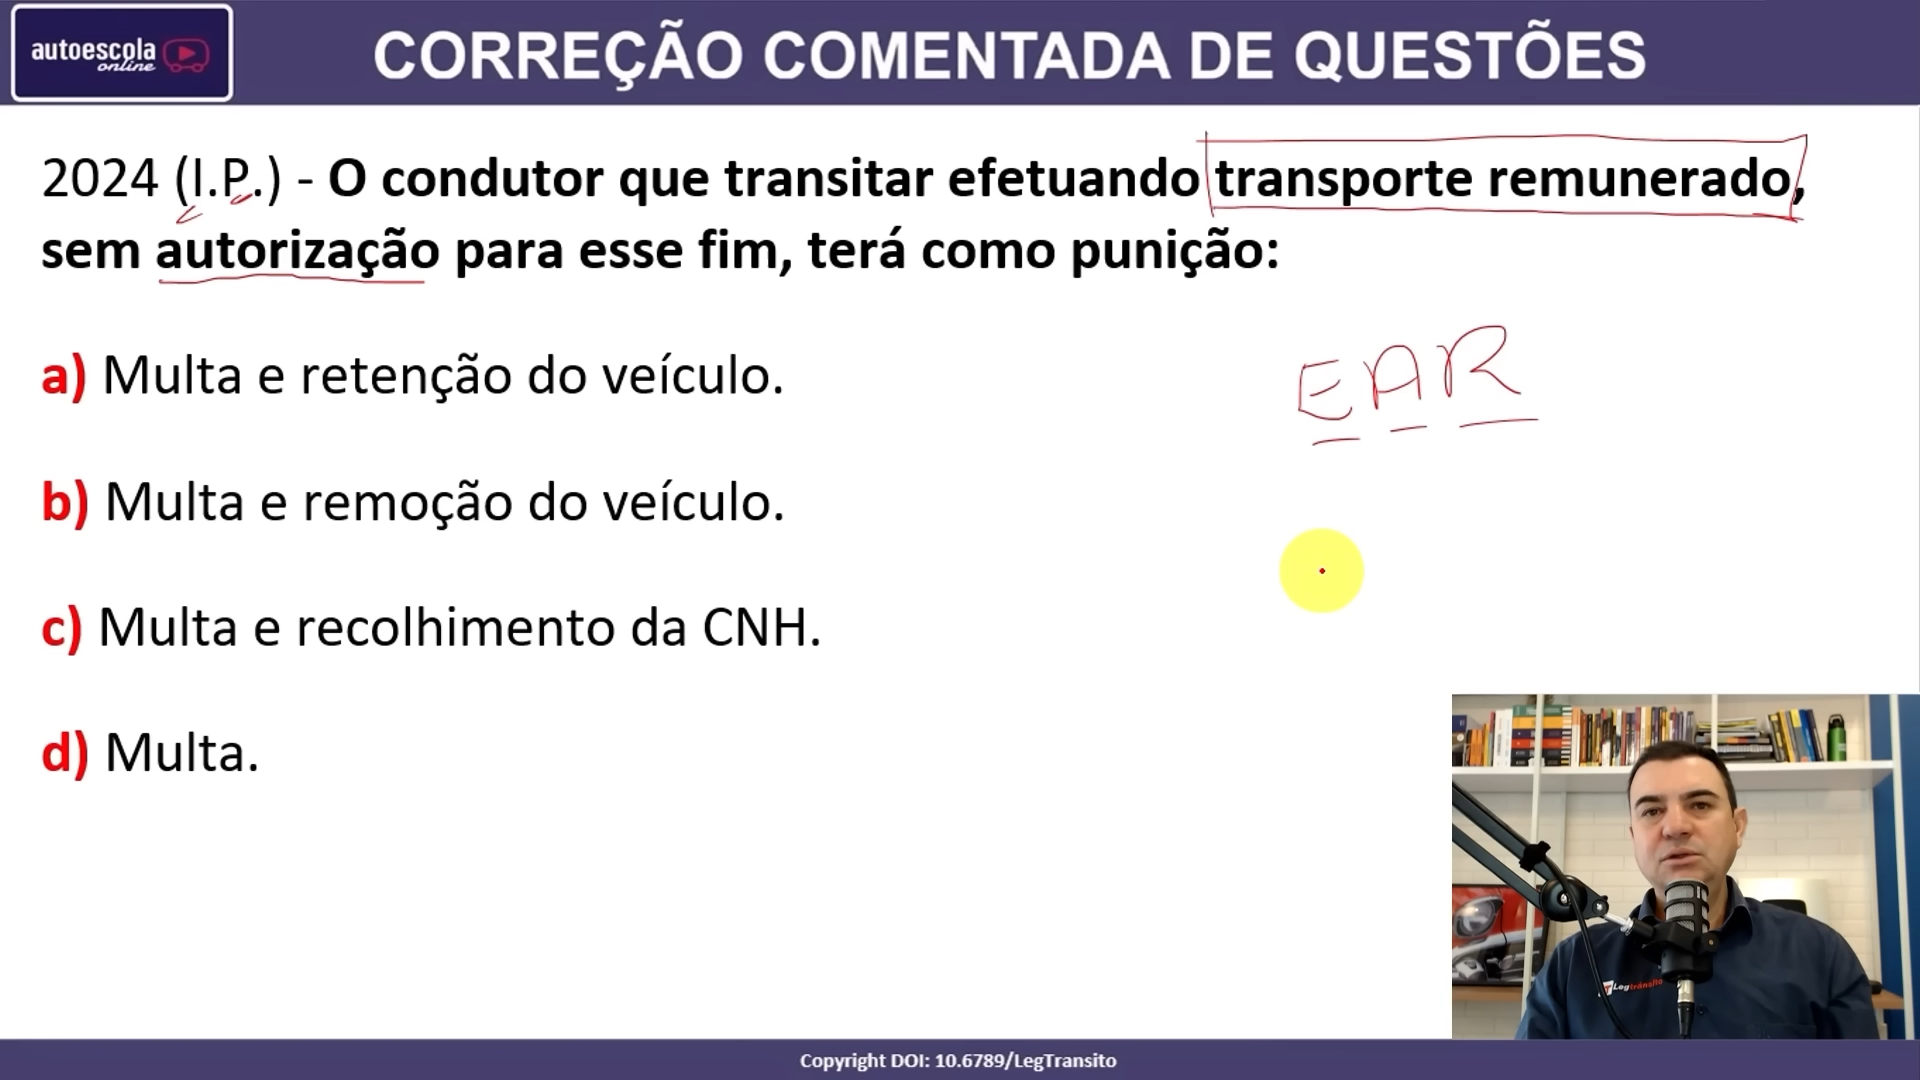 autoescola
online
CORREÇÃO COMENTADA DE QUESTÕES
2024 (I.P.) - O condutor que transitar efetuando transporte remunerado,
sem autorização para esse fim, terá como punição:
a) Multa e retenção do veículo.
EAR
b) Multa e remoção do veículo.
c) Multa e recolhimento da CNH.
d) Multa.
Legtrânsito
Copyright DOI: 10.6789/LegTransito